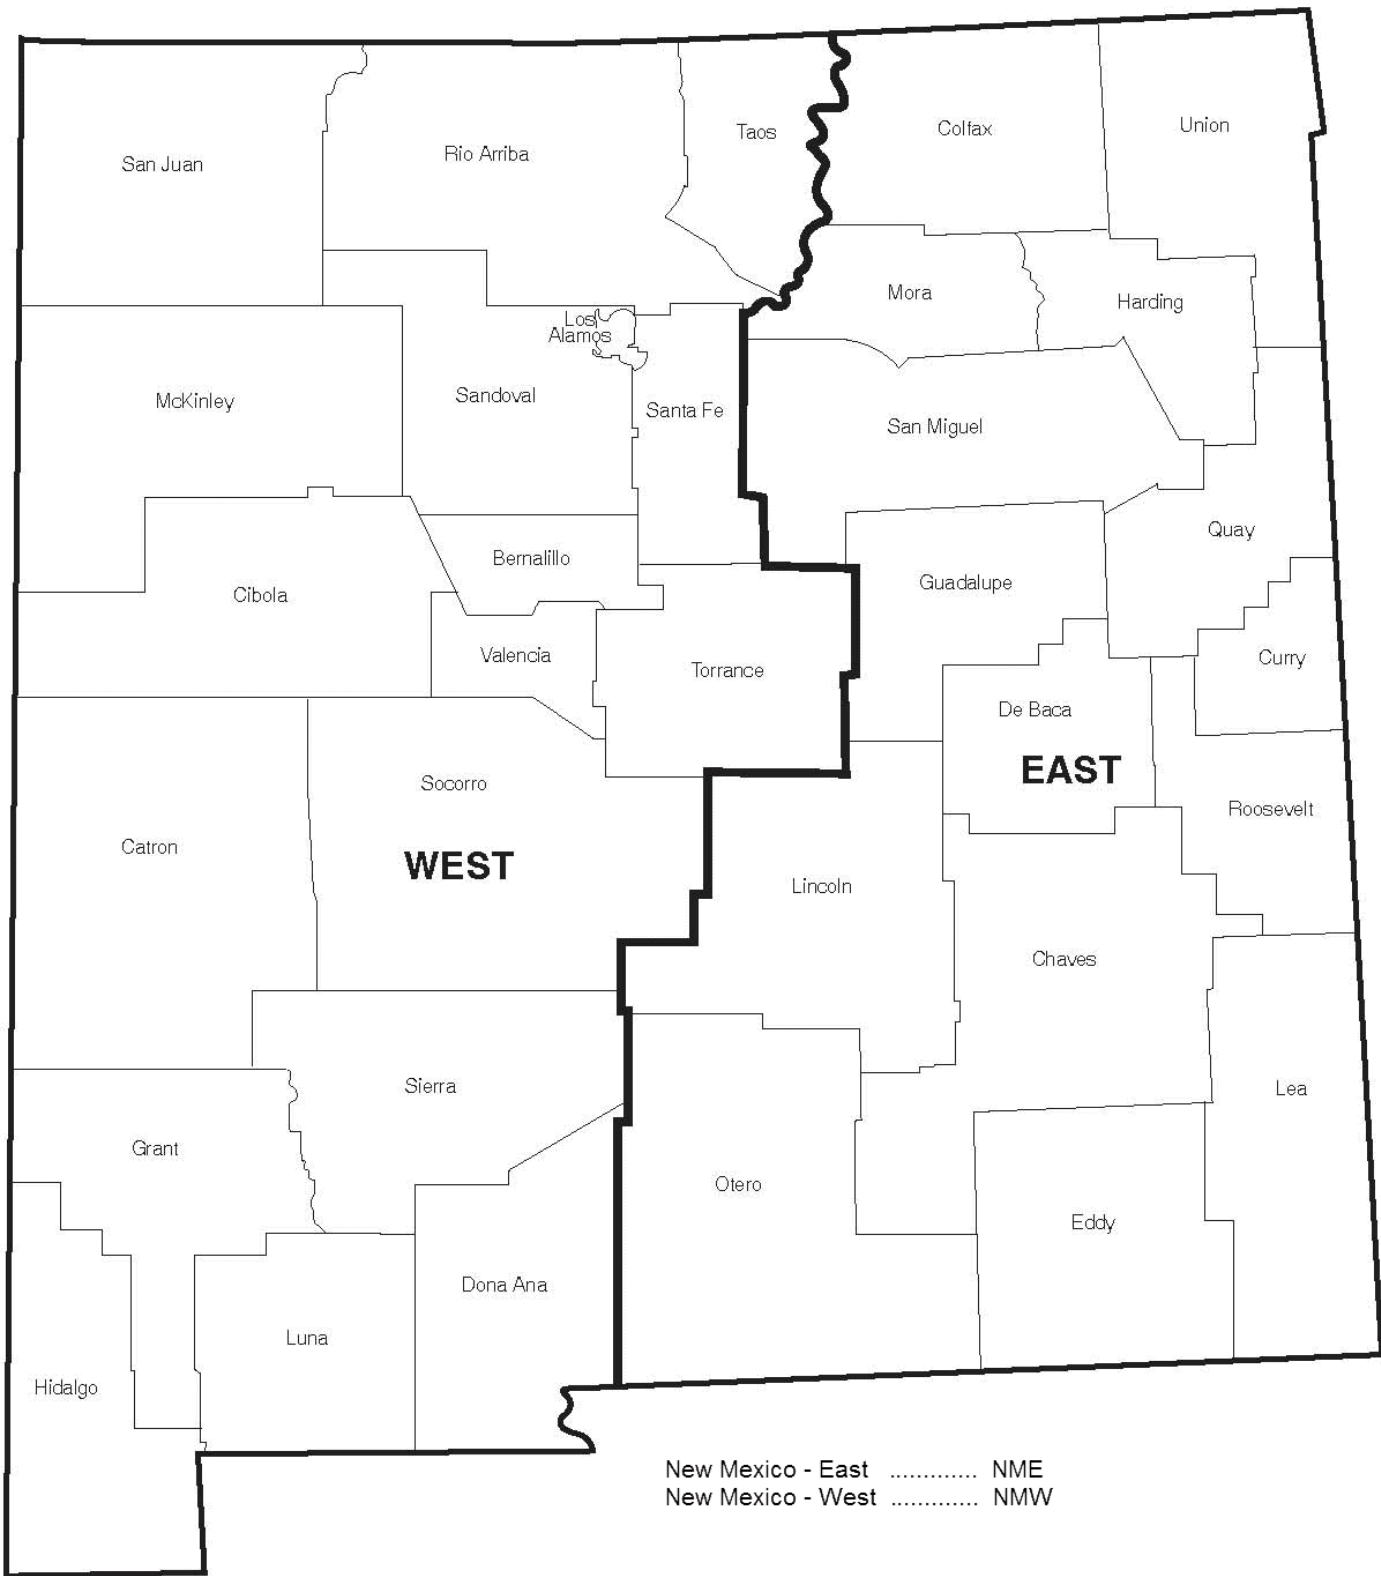 San Juan
Rio Arriba
Taos
Colfax
Union
Mora
Harding
Los
Alamos
McKinley
Sandoval
Santa Fe
San Miguel
Quay
Bernalillo
Cibola
Guadalupe
Valencia
Torrance
Curry
De Baca
EAST
Socorro
Roosevelt
Catron
WEST
Lincoln
Chaves
Sierra
Lea
Grant
Otero
Eddy
Dona Ana
Luna
Hidalgo
New Mexico - East ............. NME
New Mexico - West ............. NMW